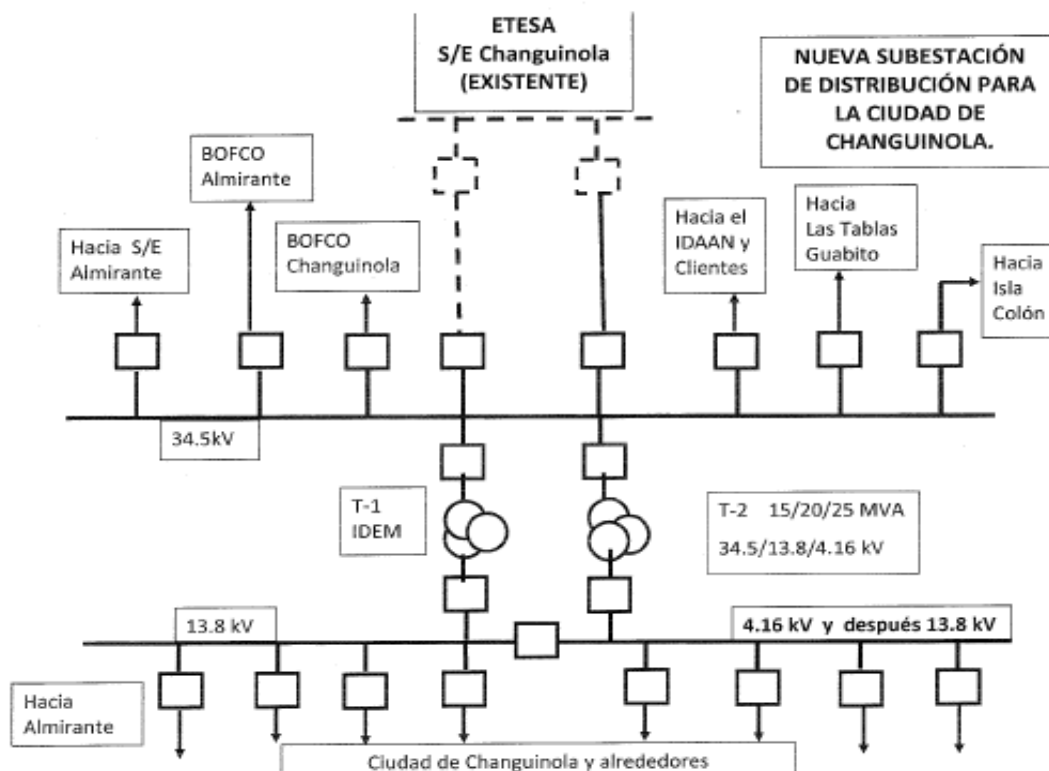 ETESA
S/E Changuinola
(EXISTENTE)
NUEVA SUBESTACIÓN
DE DISTRIBUCIÓN PARA
LA CIUDAD DE
CHANGUINOLA.
BOFCO
Almirante
Hacia S/E
Almirante
BOFCO
Changuinola
Hacia el
IDAAN y
Clientes
Hacia
Las Tablas
Guabito
Hacia
Isla
Colón
34.5kV
T-1
IDEM
T-2 15/20/25 MVA
34.5/13.8/4.16 kV
13.8 kV
4.16 kV y después 13.8 kV
Hacia
Almirante
Ciudad de Changuinola y alrededores